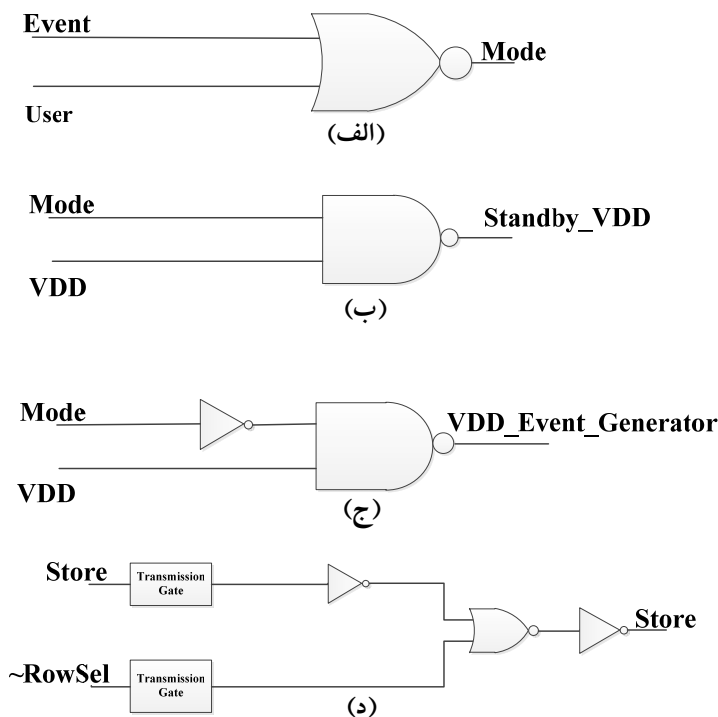 Event
Mode
User
(الف)
Mode
Standby_VDD
VDD
(ب)
Mode
VDD_Event_Generator
VDD
(ج)
Store
Transmission
Gate
Store
~RowSel
Transmission
Gate
(د)